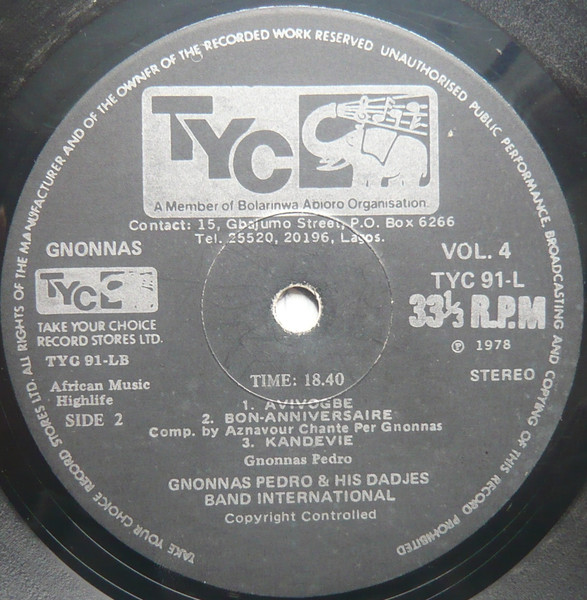 ALL RIGHTS OF THE MANUFACTURER AND OF THE OWNER OF THE RECORDED WORK RESERVED UNAUTHORISED PUBLIC PERFORMANCE, BROADCASTING AND COPYING OF THIS RECORD PROHIBITED
TYC
A Member of Bolarinwa Abioro Organisation.
Contact: 15, Gbajumo Street, P.O. Box 6266
Tel. 25520, 20196, Lagos.
GNONNAS
TYC
TAKE YOUR CHOICE
RECORD STORES LTD.
TYC 91-LB
African Music
Highlife
SIDE 2
VOL. 4
TYC 91-L
33⅓ R.P.M
℗ 1978
STEREO
TIME: 18.40
1. AVIVOGBE
2. BON-ANNIVERSAIRE
Comp. by Aznavour Chante Per Gnonnas
3. KANDEVIE
Gnonnas Pedro
GNONNAS PEDRO & HIS DADJES
BAND INTERNATIONAL
Copyright Controlled
TAKE YOUR CHOICE RECORD STORES LTD.